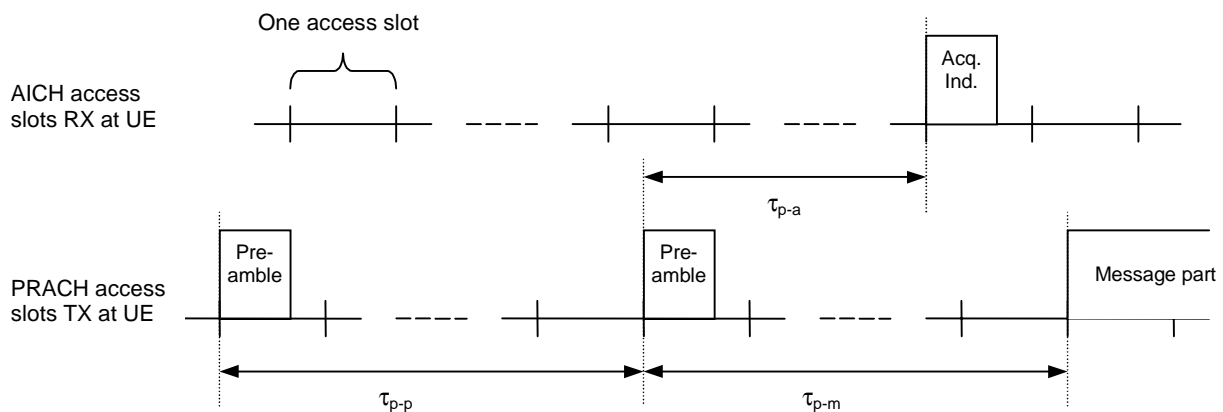 One access slot
AICH access
slots RX at UE
Acq.
Ind.
τp-a
Pre-
amble
Pre-
amble
Message part
PRACH access
slots TX at UE
τp-p
τp-m